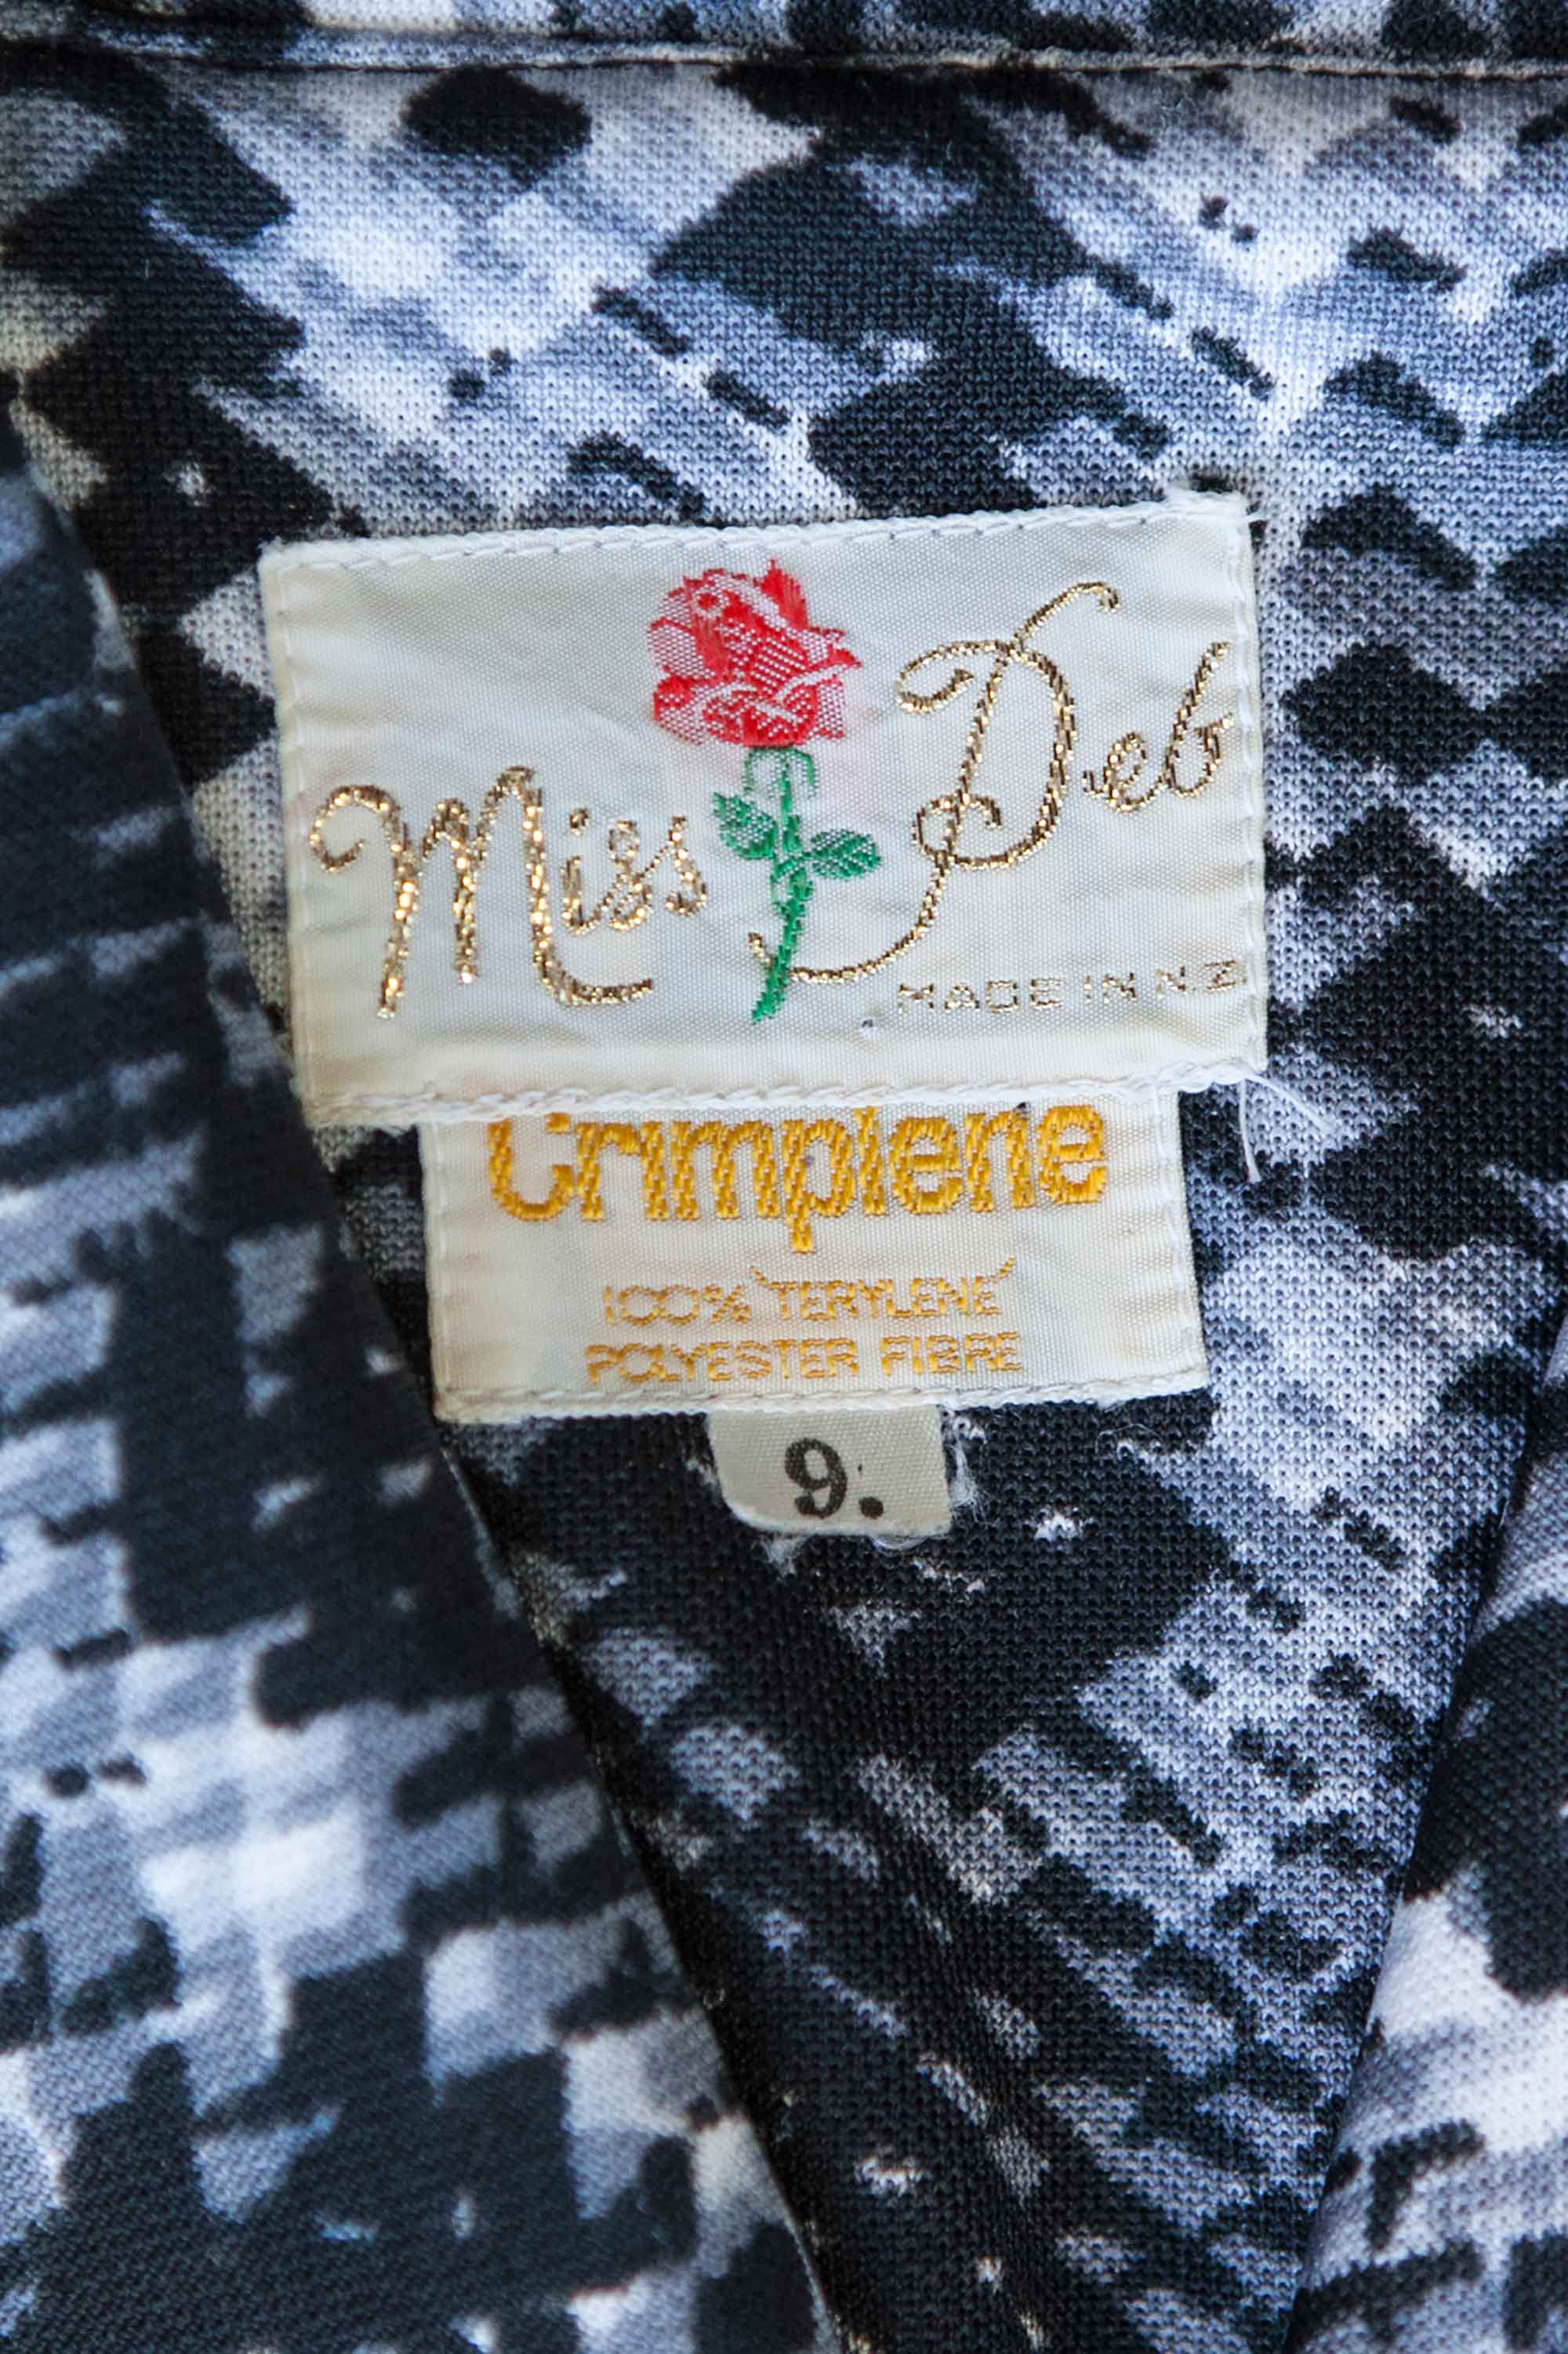 Miss Deb
MADE IN N.Z
Crimplene
100% 'TERYLENE'
POLYESTER FIBRE
9.